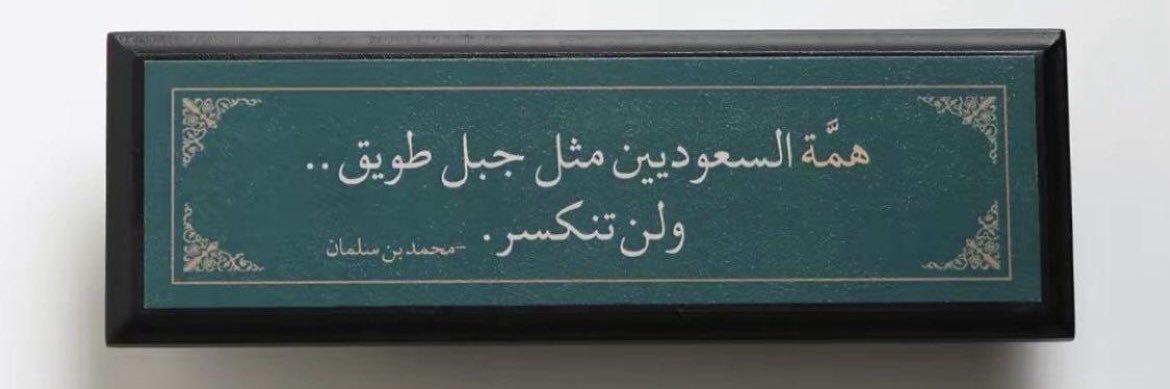 همَّة السعوديين مثل جبل طويق..
ولن تنكسر.
-محمد بن سلمان